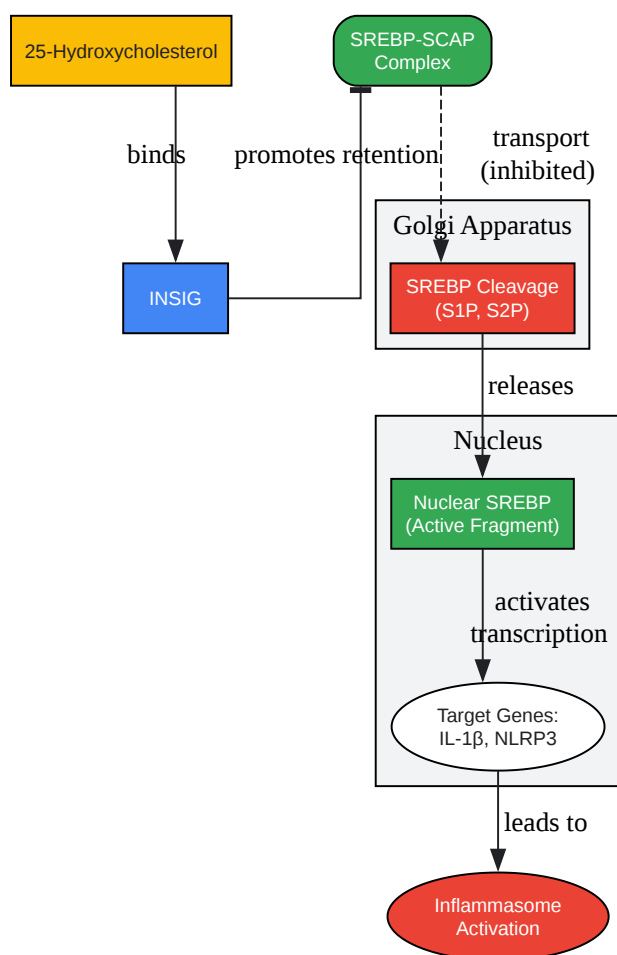 25-Hydroxycholesterol
SREBP-SCAP
Complex
binds
promotes retention
transport
(inhibited)
Golgi Apparatus
INSIG
SREBP Cleavage
(S1P, S2P)
releases
Nucleus
Nuclear SREBP
(Active Fragment)
activates
transcription
Target Genes:
IL-1β, NLRP3
leads to
Inflammasome
Activation